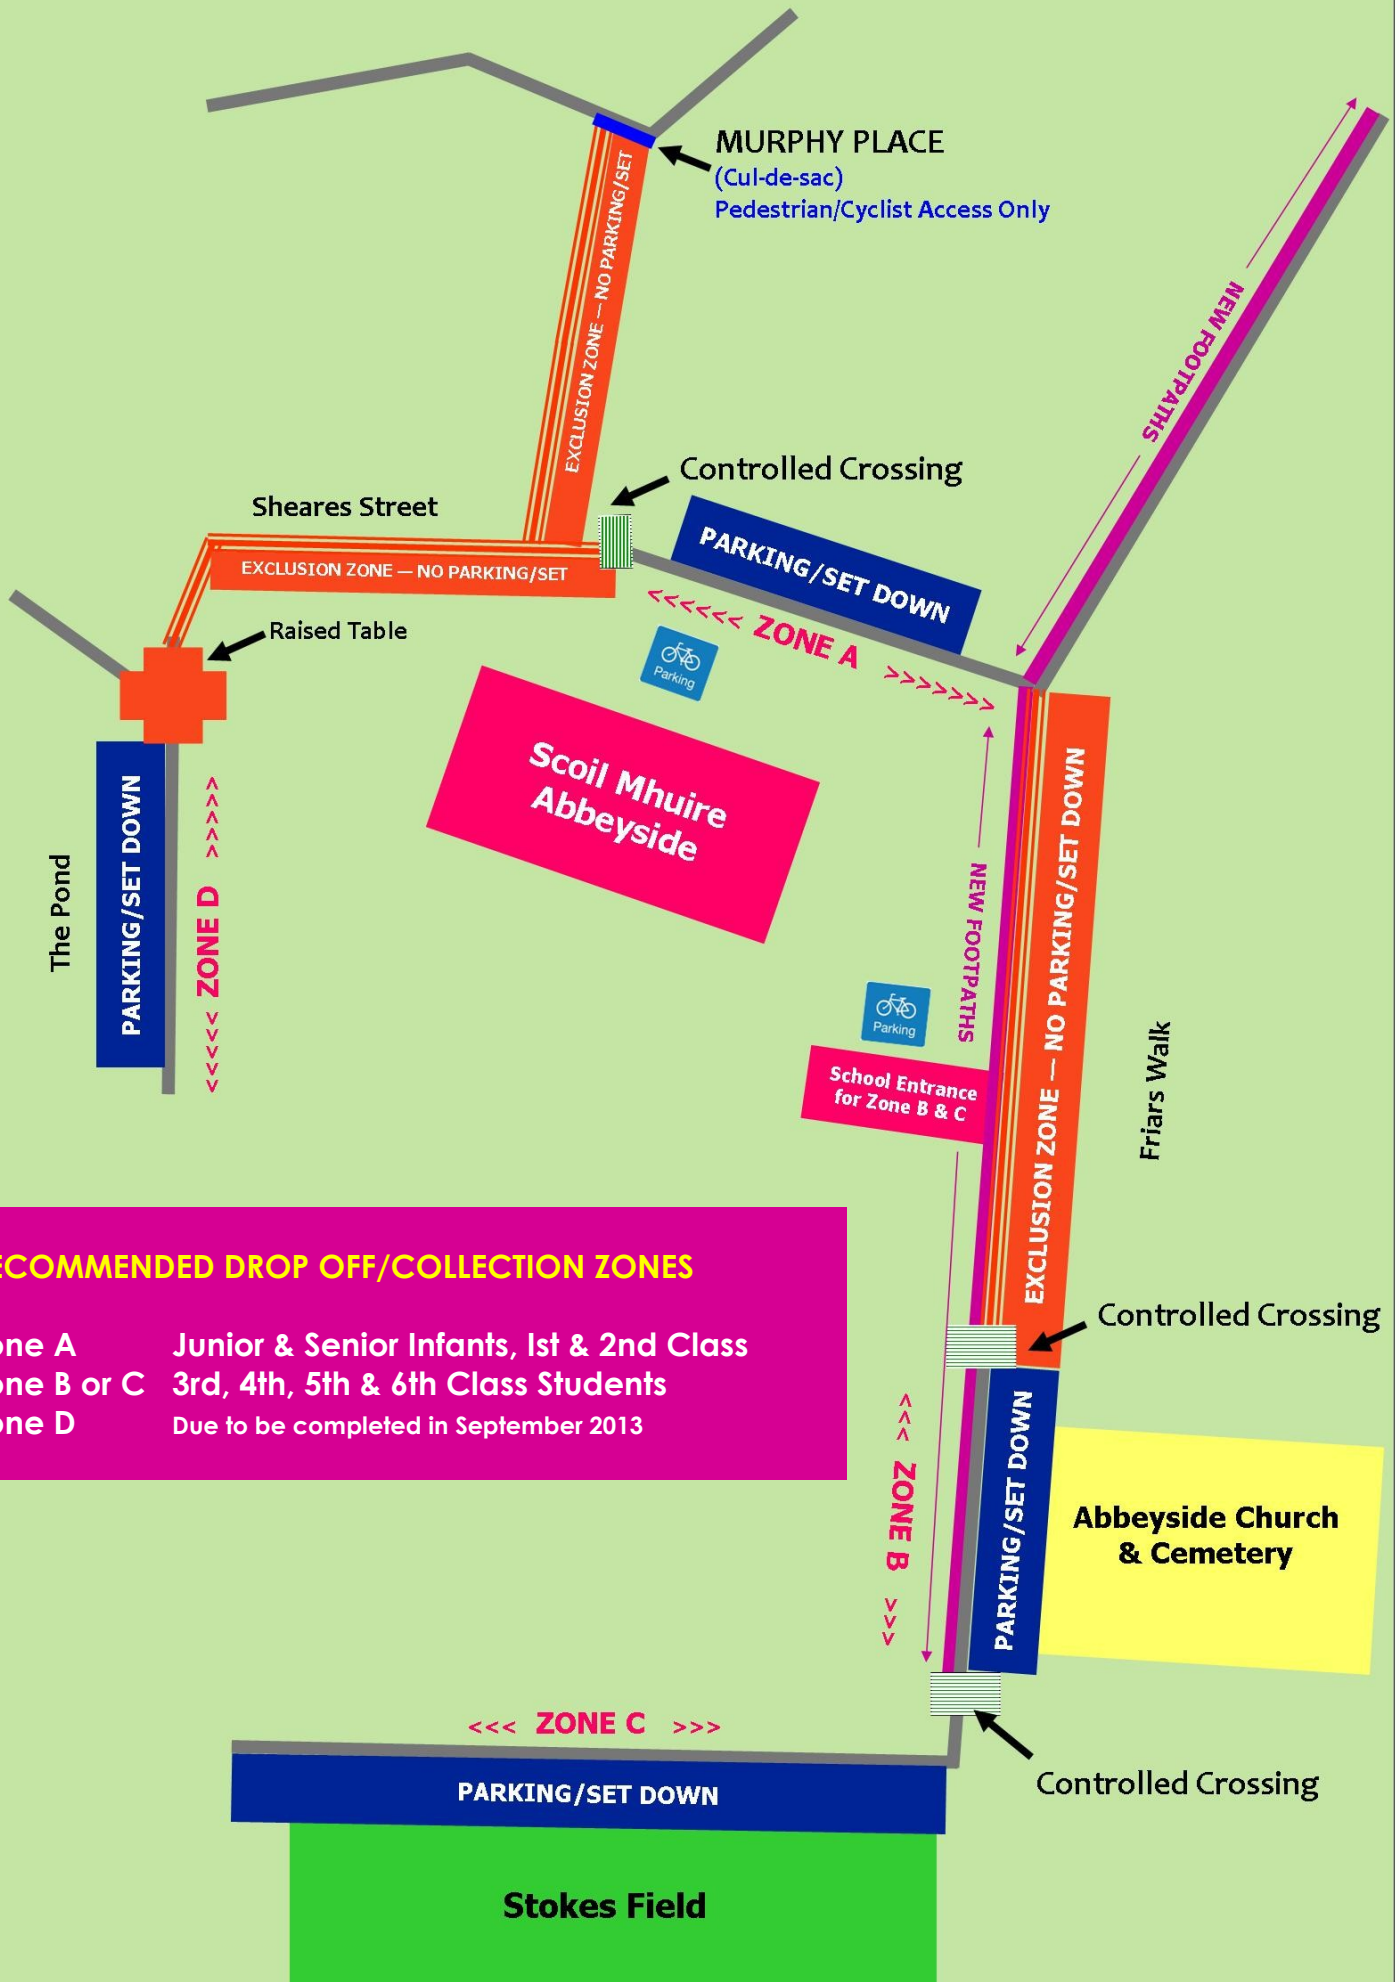 MURPHY PLACE
(Cul-de-sac)
Pedestrian/Cyclist Access Only
EXCLUSION ZONE — NO PARKING/SET
NEW FOOTPATHS
Controlled Crossing
Sheares Street
PARKING/SET DOWN
EXCLUSION ZONE — NO PARKING/SET
<<<<<< ZONE A >>>>>>>
Raised Table
Parking
Scoil Mhuire
Abbeyside
The Pond
PARKING/SET DOWN
<<<<< ZONE D >>>>>
NEW FOOTPATHS
EXCLUSION ZONE — NO PARKING/SET DOWN
Friars Walk
Parking
School Entrance
for Zone B & C
ECOMMENDED DROP OFF/COLLECTION ZONES
one A Junior & Senior Infants, Ist & 2nd Class
one B or C 3rd, 4th, 5th & 6th Class Students
one D Due to be completed in September 2013
Controlled Crossing
<<< ZONE B >>>
PARKING/SET DOWN
Abbeyside Church
& Cemetery
<<< ZONE C >>>
PARKING/SET DOWN
Controlled Crossing
Stokes Field